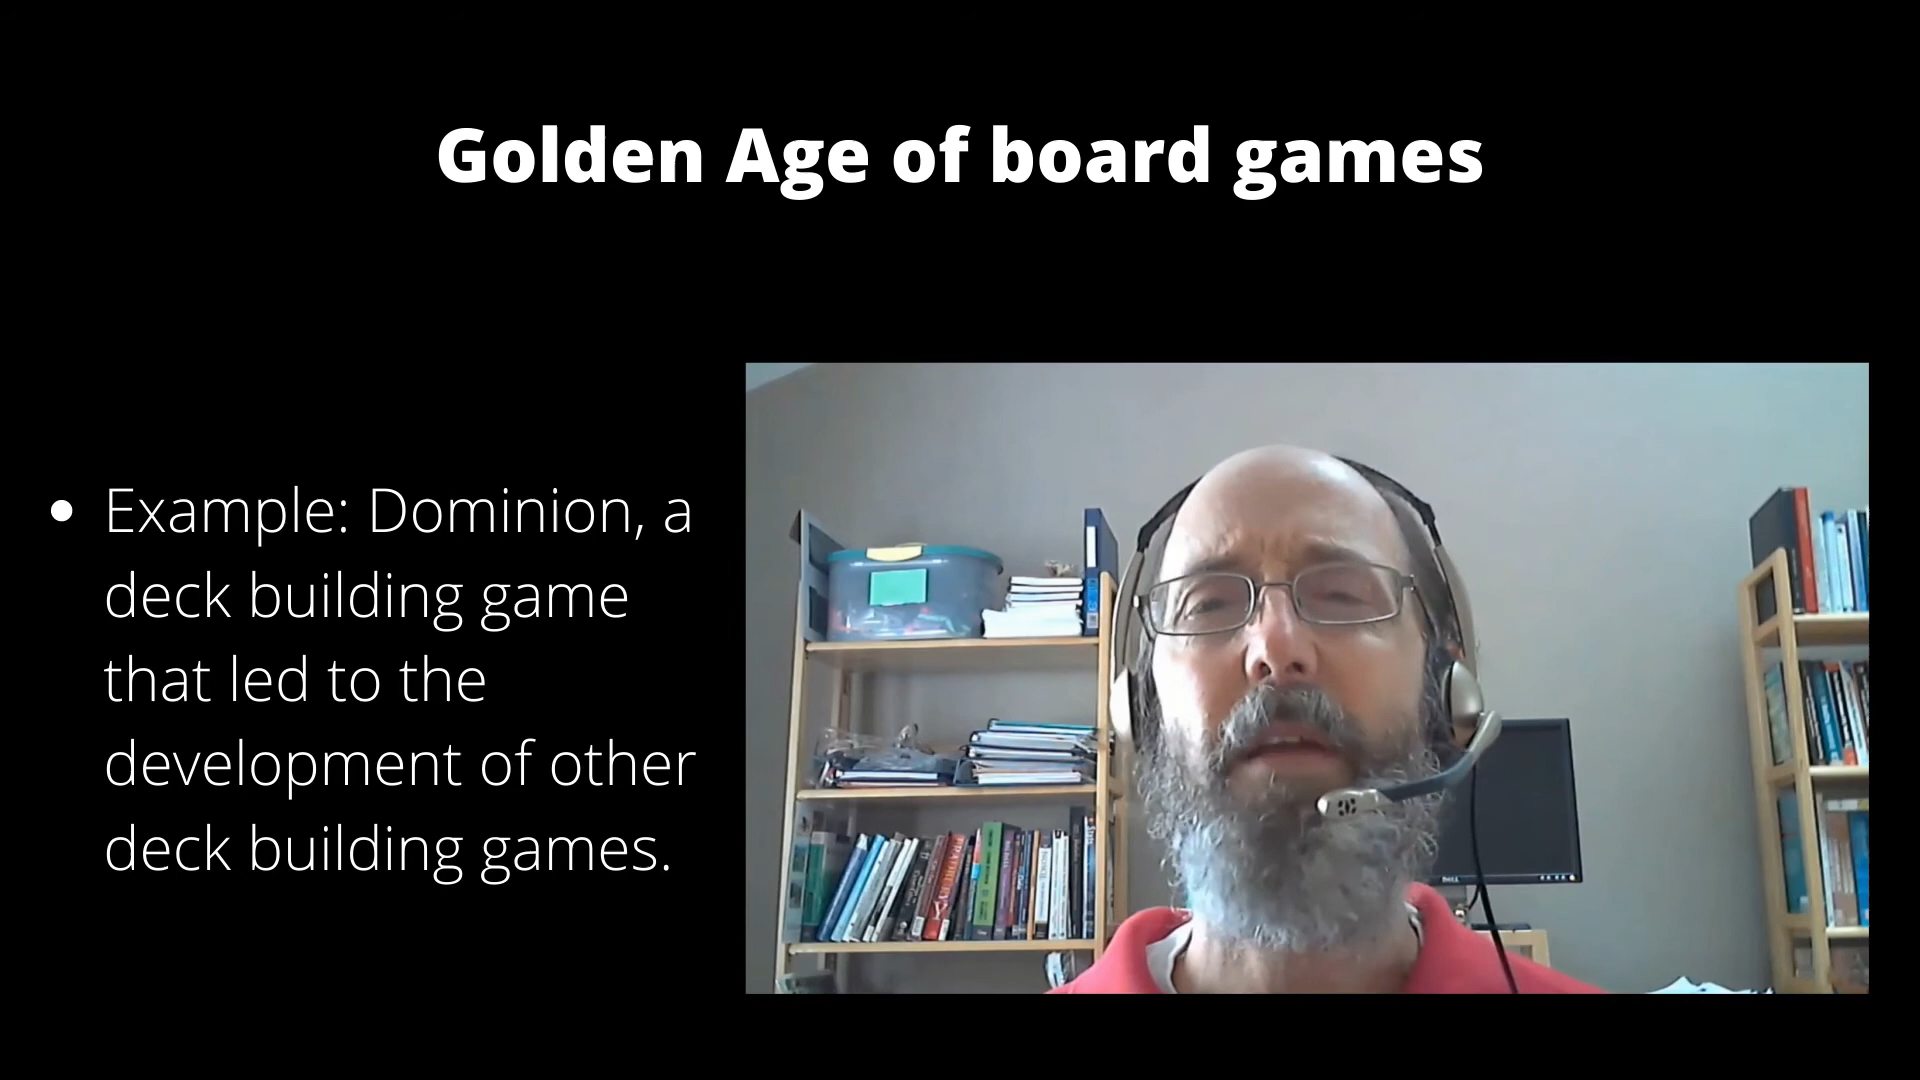 Golden Age of board games
• Example: Dominion, a
deck building game
that led to the
development of other
deck building games.
DELL